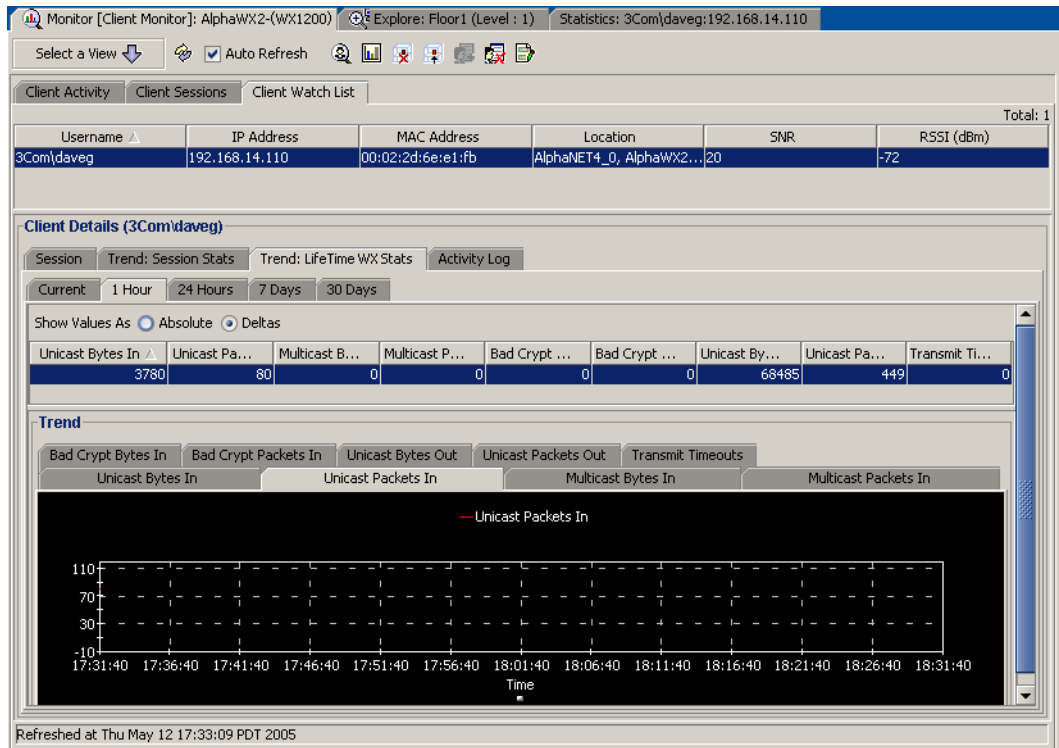 Monitor [Client Monitor]: AlphaWX2-(WX1200) Explore: Floor1 (Level : 1) Statistics: 3Com\daveg:192.168.14.110
Select a View Auto Refresh
Client Activity Client Sessions Client Watch List
Total: 1
Username IP Address MAC Address Location SNR RSSI (dBm)
3Com\daveg 192.168.14.110 00:02:2d:6e:e1:fb AlphaNET4_0, AlphaWX2... 20 -72
Client Details (3Com\daveg)
Session Trend: Session Stats Trend: LifeTime WX Stats Activity Log
Current 1 Hour 24 Hours 7 Days 30 Days
Show Values As Absolute Deltas
Unicast Bytes In Unicast Pa... Multicast B... Multicast P... Bad Crypt ... Bad Crypt ... Unicast By... Unicast Pa... Transmit Ti...
3780 80 0 0 0 0 68485 449 0
Trend
Bad Crypt Bytes In Bad Crypt Packets In Unicast Bytes Out Unicast Packets Out Transmit Timeouts
Unicast Bytes In Unicast Packets In Multicast Bytes In Multicast Packets In
Unicast Packets In
110
70
30
-10
17:31:40 17:36:40 17:41:40 17:46:40 17:51:40 17:56:40 18:01:40 18:06:40 18:11:40 18:16:40 18:21:40 18:26:40 18:31:40
Time
Refreshed at Thu May 12 17:33:09 PDT 2005